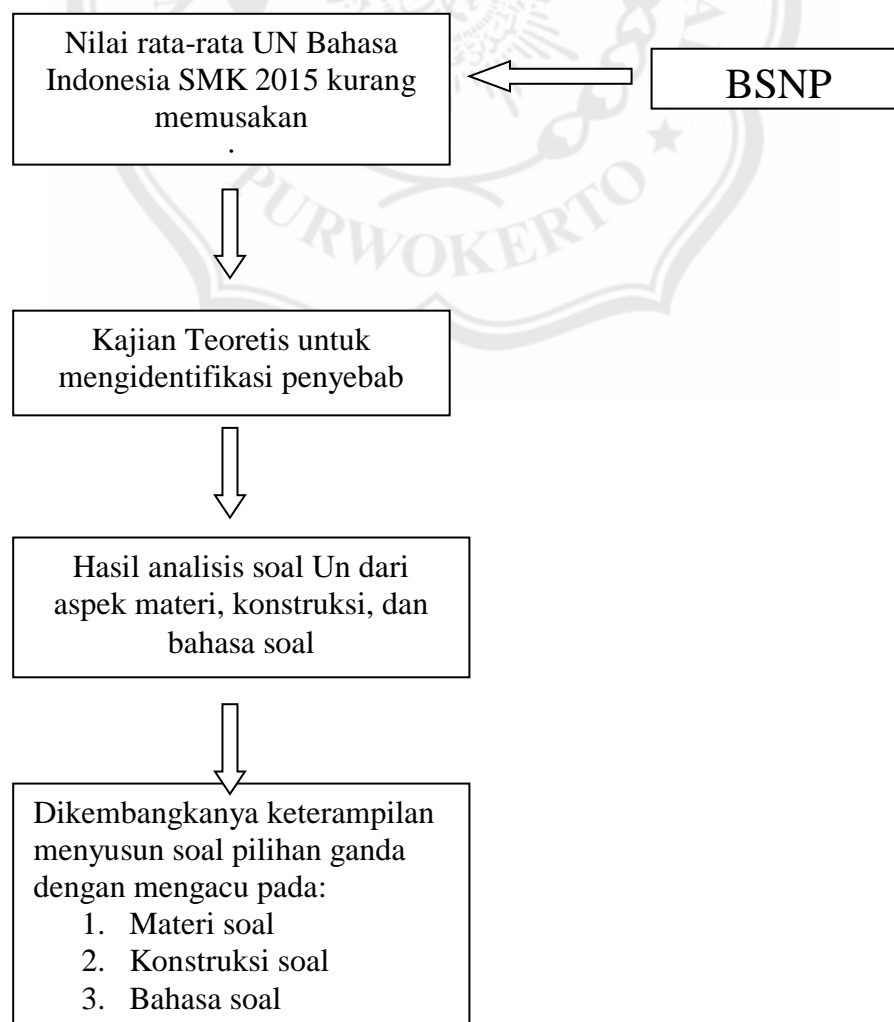 Nilai rata-rata UN Bahasa
Indonesia SMK 2015 kurang
memusakan
.
BSNP
PURWOKERTO
Kajian Teoretis untuk
mengidentifikasi penyebab
Hasil analisis soal Un dari
aspek materi, konstruksi, dan
bahasa soal
Dikembangkanya keterampilan
menyusun soal pilihan ganda
dengan mengacu pada:
1. Materi soal
2. Konstruksi soal
3. Bahasa soal